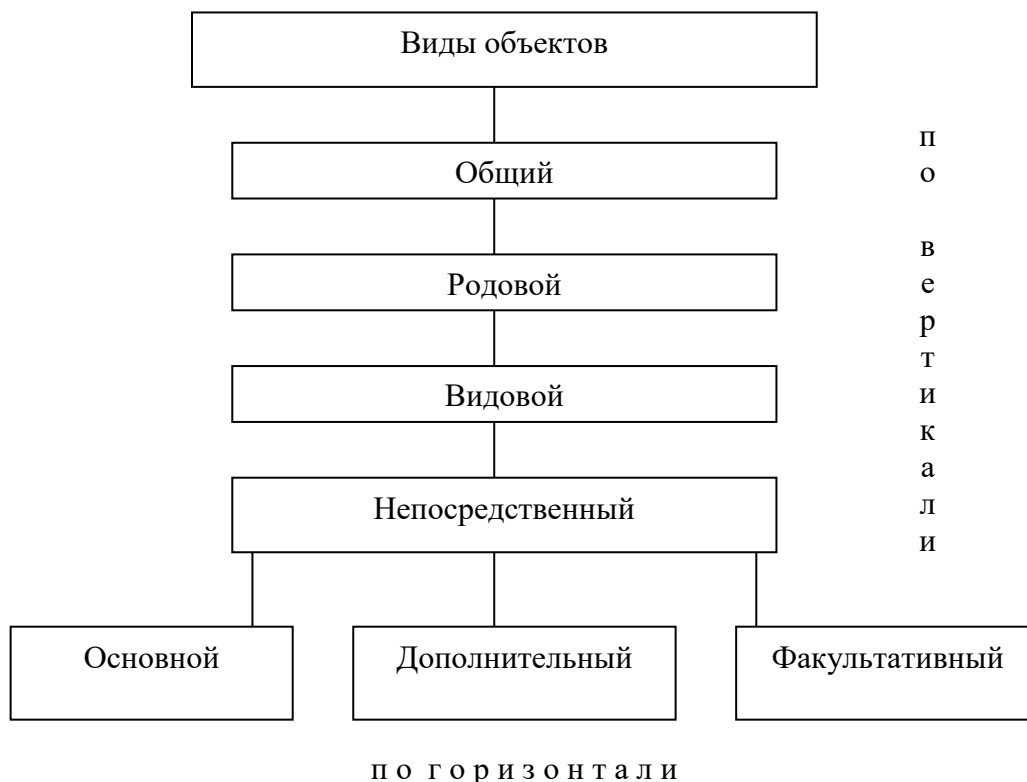 Виды объектов
Общий
Родовой
Видовой
Непосредственный
Основной
Дополнительный
Факультативный
по вертикали
по горизонтали